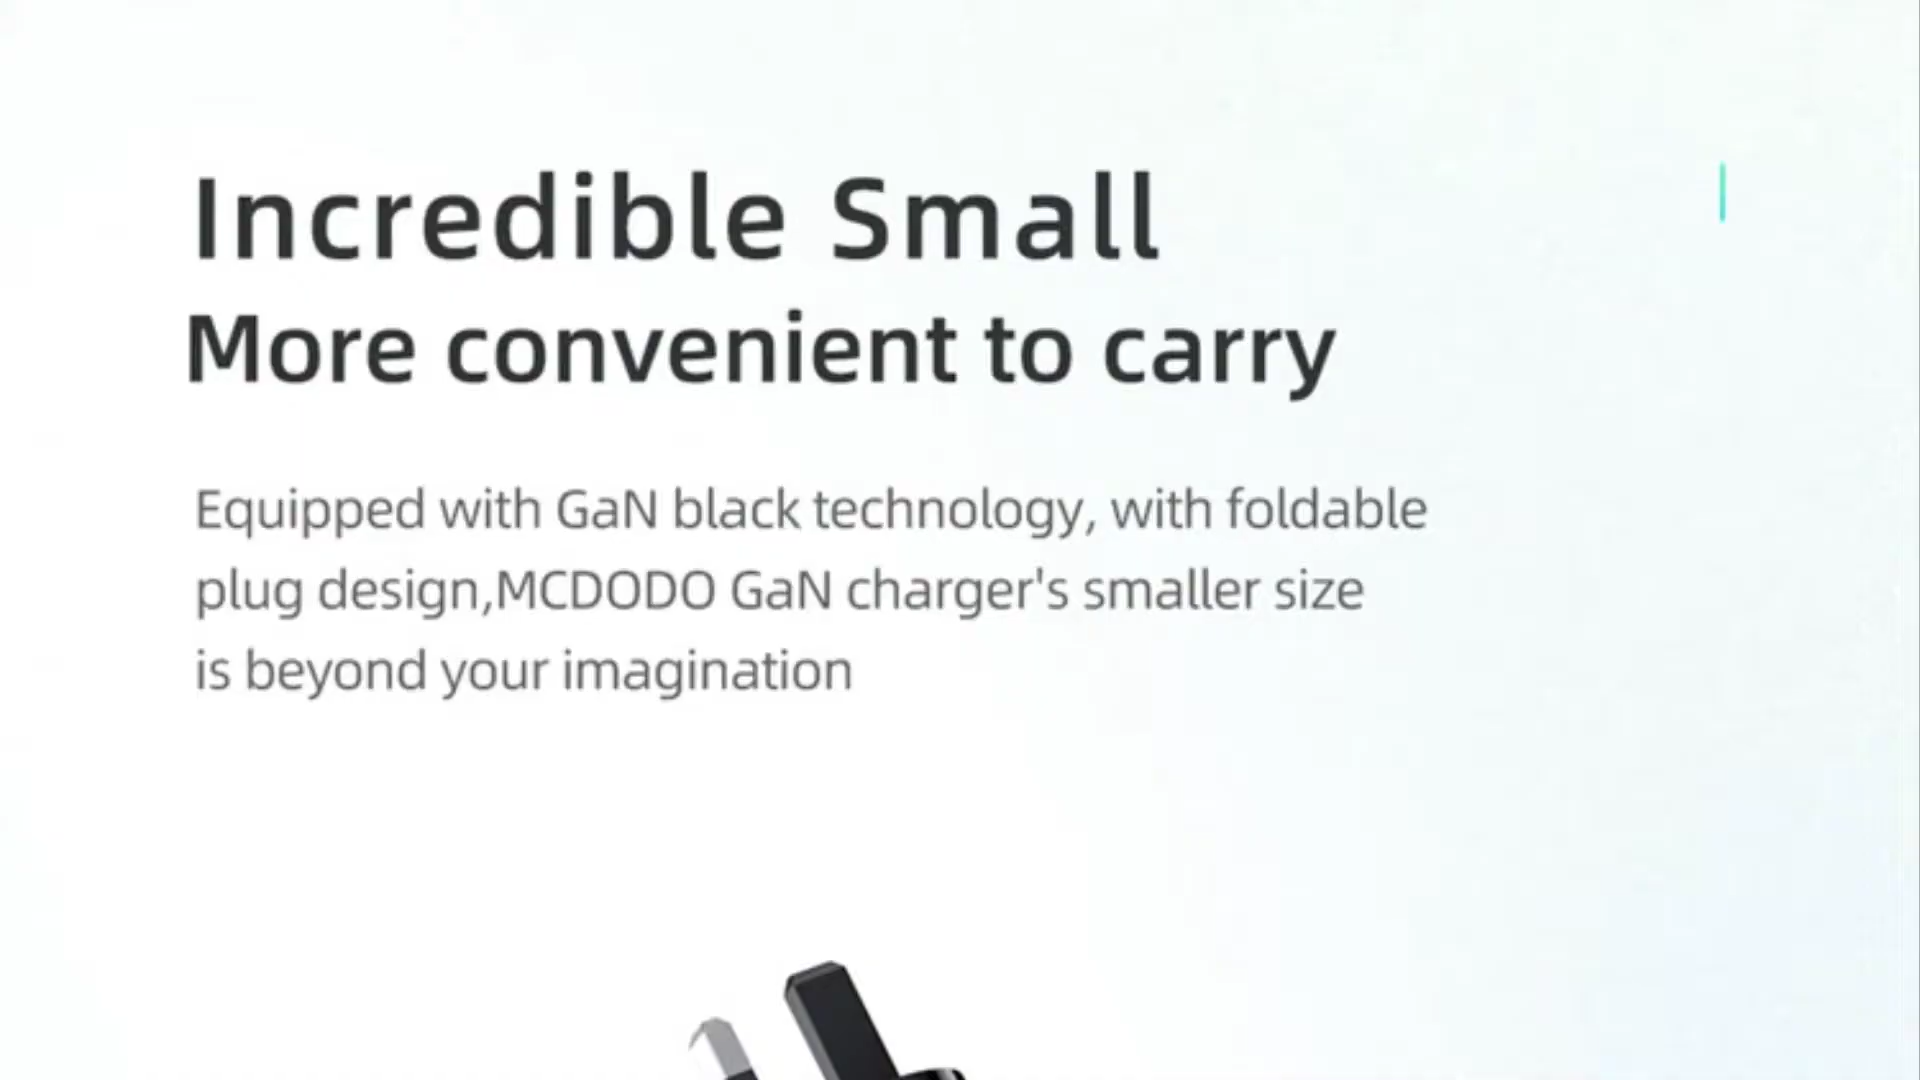 Incredible Small
More convenient to carry
Equipped with GaN black technology, with foldable
plug design,MCDODO GaN charger's smaller size
is beyond your imagination